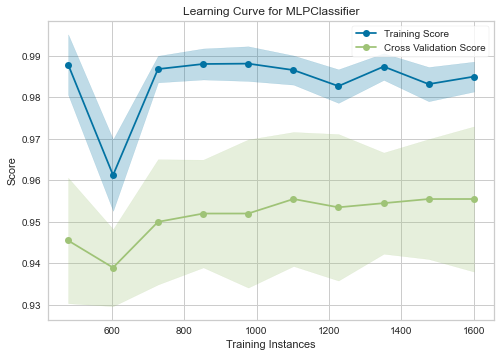 Learning Curve for MLPClassifier
Training Score
Cross Validation Score
0.99
0.98
0.97
0.96
0.95
0.94
0.93
Score
600 800 1000 1200 1400 1600
Training Instances